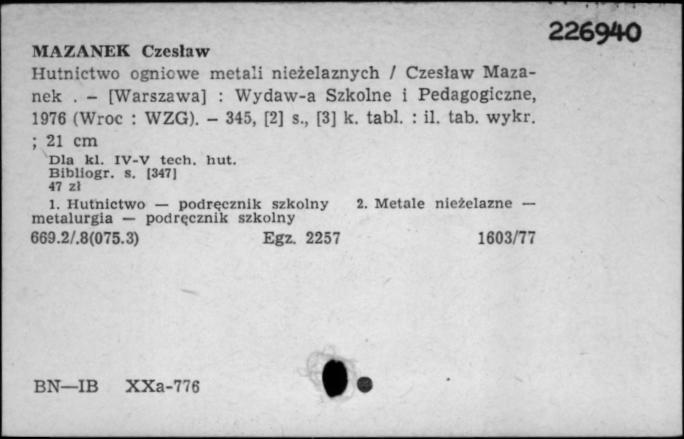 226940
MAZANEK Czesław
Hutnictwo ogniowe metali nieżelaznych / Czesław Maza-
nek . — [Warszawa] : Wydaw-a Szkolne i Pedagogiczne,
1976 (Wroc : WZG). — 345, [2] s., [3] k. tabl. : il. tab. wykr.
; 21 cm
Dla kl. IV-V tech. hut.
Bibliogr. s. [347]
47 zł
1. Hutnictwo — podręcznik szkolny 2. Metale nieżelazne —
metalurgia — podręcznik szkolny
669.2/.8(075.3) Egz. 2257 1603/77
BN—IB XXa-776